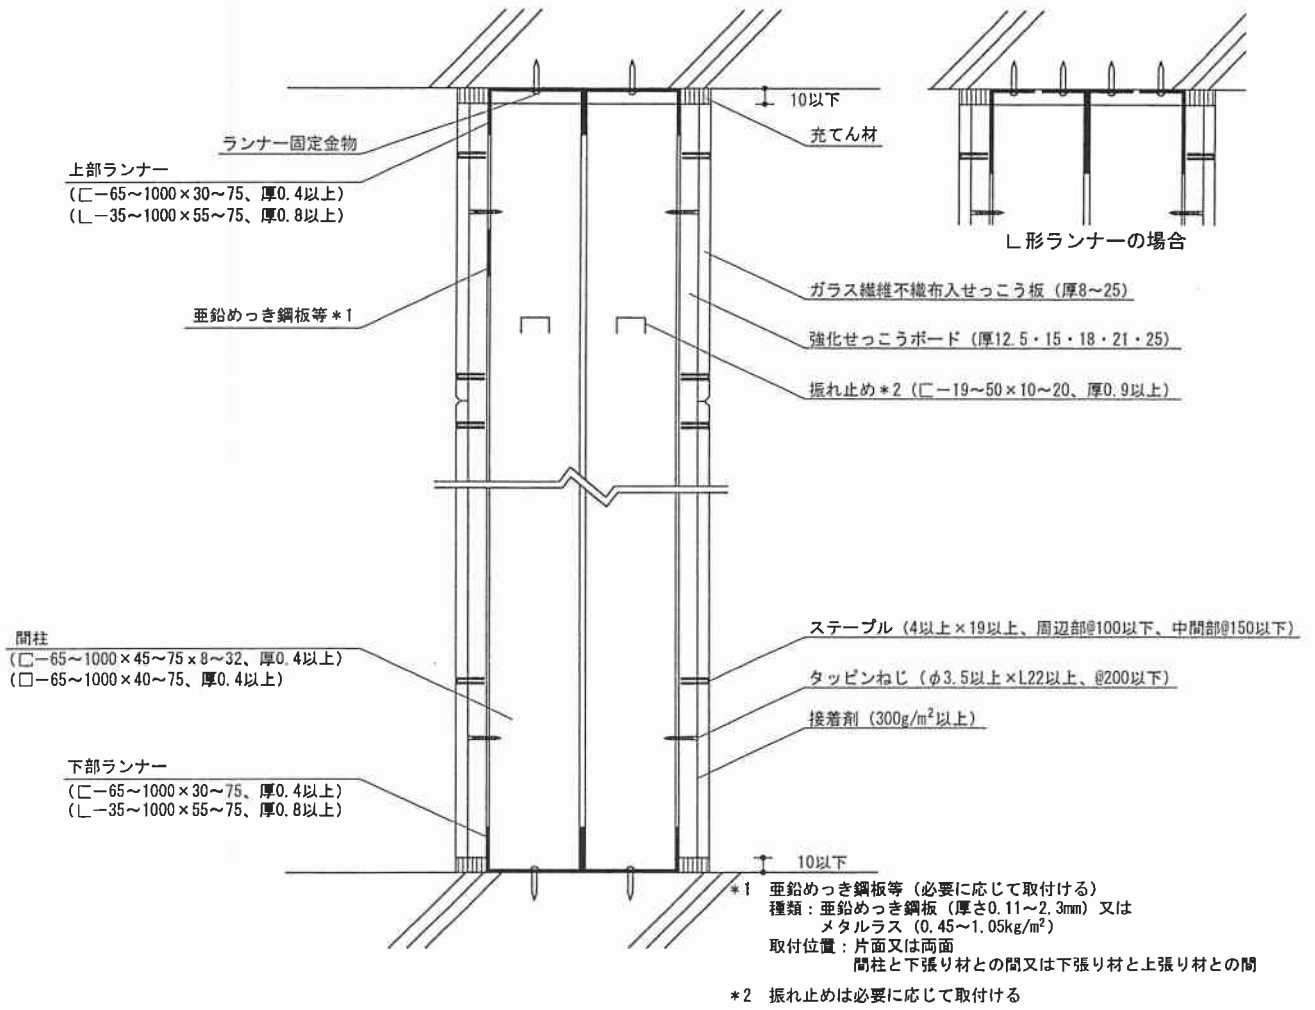 ランナー固定金物
上部ランナー
(⊏－65～1000×30～75、厚0.4以上)
(∟－35～1000×55～75、厚0.8以上)
亜鉛めっき鋼板等＊1
間柱
(⊏－65～1000×45～75×8～32、厚0.4以上)
(□－65～1000×40～75、厚0.4以上)
下部ランナー
(⊏－65～1000×30～75、厚0.4以上)
(∟－35～1000×55～75、厚0.8以上)
10以下
充てん材
∟形ランナーの場合
ガラス繊維不織布入せっこう板（厚8～25）
強化せっこうボード（厚12.5・15・18・21・25）
振れ止め＊2（⊏－19～50×10～20、厚0.9以上）
ステープル（4以上×19以上、周辺部@100以下、中間部@150以下）
タッピンねじ（φ3.5以上×L22以上、@200以下）
接着剤（300g/m²以上）
10以下
＊1　亜鉛めっき鋼板等（必要に応じて取付ける）
種類：亜鉛めっき鋼板（厚さ0.11～2.3mm）又は
メタルラス（0.45～1.05kg/m²）
取付位置：片面又は両面
間柱と下張り材との間又は下張り材と上張り材との間
＊2　振れ止めは必要に応じて取付ける